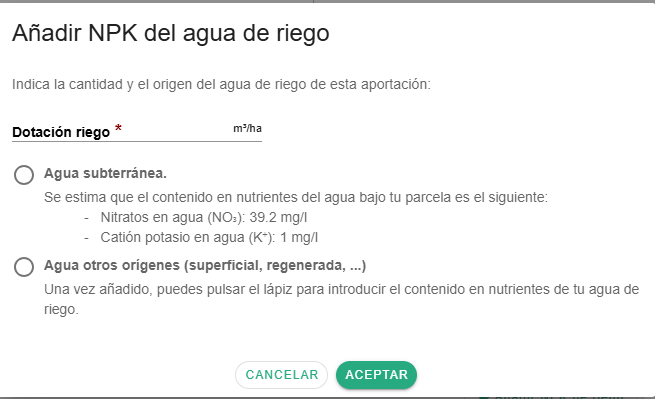 Añadir NPK del agua de riego
Indica la cantidad y el origen del agua de riego de esta aportación:
Dotación riego * m³/ha
Agua subterránea.
Se estima que el contenido en nutrientes del agua bajo tu parcela es el siguiente:
- Nitratos en agua (NO₃): 39.2 mg/l
- Catión potasio en agua (K⁺): 1 mg/l
Agua otros orígenes (superficial, regenerada, ...)
Una vez añadido, puedes pulsar el lápiz para introducir el contenido en nutrientes de tu agua de
riego.
CANCELAR ACEPTAR